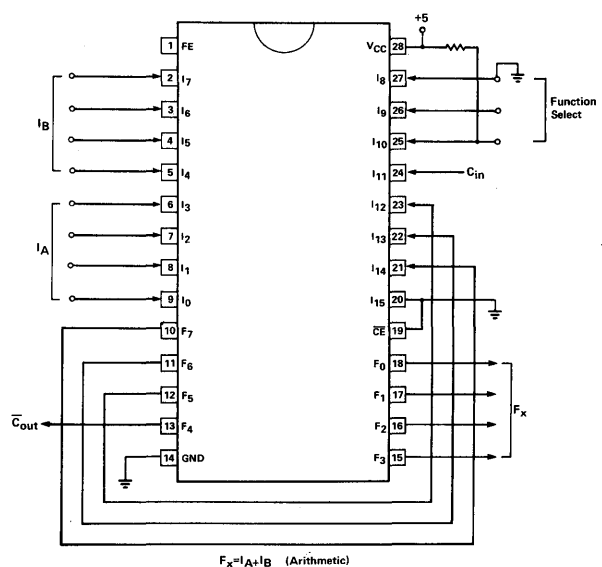 +5
1 FE
VCC 28
2 I7
I8 27
3 I6
I9 26
Function
Select
IB
4 I5
I10 25
5 I4
I11 24
Cin
6 I3
I12 23
7 I2
I13 22
IA
8 I1
I14 21
9 I0
I15 20
10 F7
CE 19
11 F6
F0 18
12 F5
F1 17
Fx
Cout
13 F4
F2 16
14 GND
F3 15
Fx=IA+IB (Arithmetic)